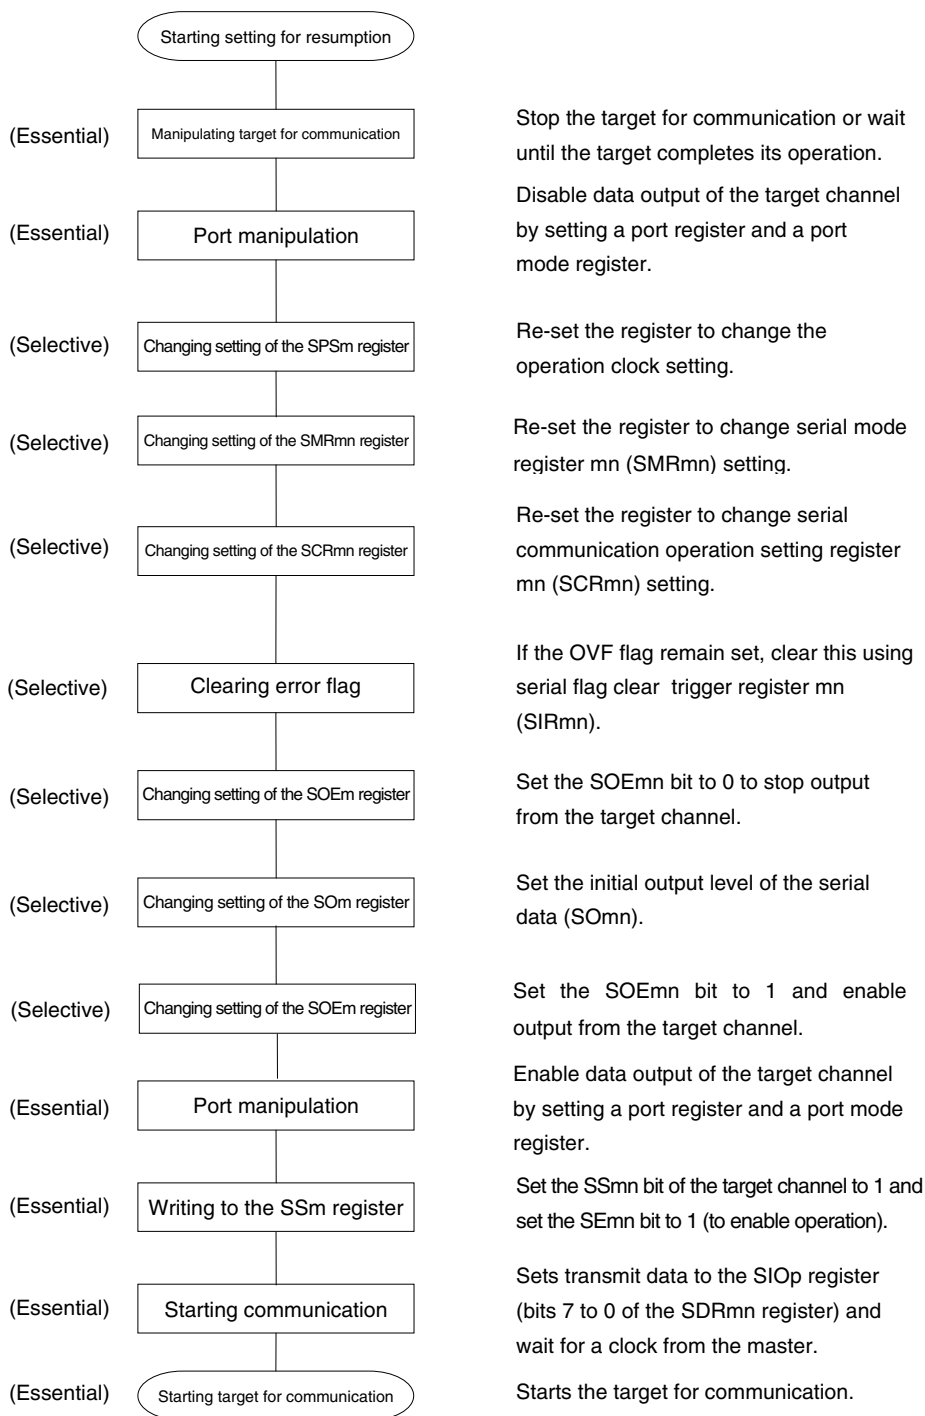 Starting setting for resumption
(Essential)
Manipulating target for communication
Stop the target for communication or wait
until the target completes its operation.
(Essential)
Port manipulation
Disable data output of the target channel
by setting a port register and a port
mode register.
(Selective)
Changing setting of the SPSm register
Re-set the register to change the
operation clock setting.
(Selective)
Changing setting of the SMRmn register
Re-set the register to change serial mode
register mn (SMRmn) setting.
(Selective)
Changing setting of the SCRmn register
Re-set the register to change serial
communication operation setting register
mn (SCRmn) setting.
(Selective)
Clearing error flag
If the OVF flag remain set, clear this using
serial flag clear trigger register mn
(SIRmn).
(Selective)
Changing setting of the SOEm register
Set the SOEmn bit to 0 to stop output
from the target channel.
(Selective)
Changing setting of the SOm register
Set the initial output level of the serial
data (SOmn).
(Selective)
Changing setting of the SOEm register
Set the SOEmn bit to 1 and enable
output from the target channel.
(Essential)
Port manipulation
Enable data output of the target channel
by setting a port register and a port mode
register.
(Essential)
Writing to the SSm register
Set the SSmn bit of the target channel to 1 and
set the SEmn bit to 1 (to enable operation).
(Essential)
Starting communication
Sets transmit data to the SIOp register
(bits 7 to 0 of the SDRmn register) and
wait for a clock from the master.
(Essential)
Starting target for communication
Starts the target for communication.